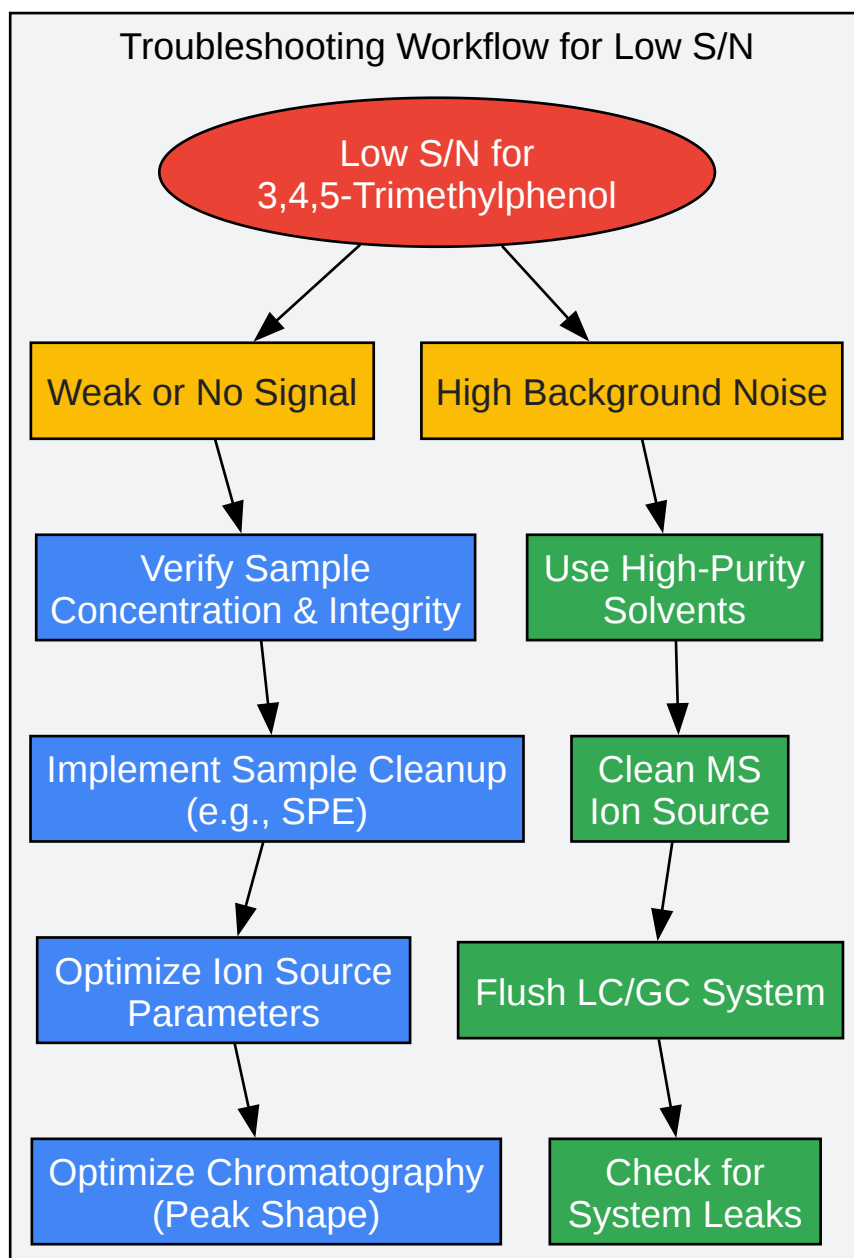 Troubleshooting Workflow for Low S/N
Low S/N for
3,4,5-Trimethylphenol
Weak or No Signal
High Background Noise
Verify Sample
Concentration & Integrity
Use High-Purity
Solvents
Implement Sample Cleanup
(e.g., SPE)
Clean MS
Ion Source
Optimize Ion Source
Parameters
Flush LC/GC System
Optimize Chromatography
(Peak Shape)
Check for
System Leaks